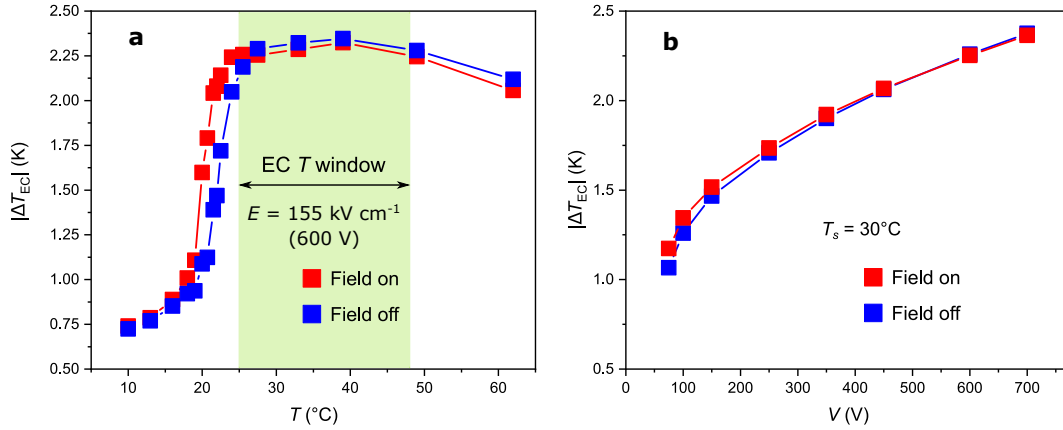 a
|ΔT_EC| (K)
2.50
2.25
2.00
1.75
1.50
1.25
1.00
0.75
0.50
EC T window
E = 155 kV cm⁻¹
(600 V)
Field on
Field off
10 20 30 40 50 60
T (°C)
b
|ΔT_EC| (K)
2.5
2.0
1.5
1.0
0.5
T_s = 30°C
Field on
Field off
0 100 200 300 400 500 600 700
V (V)